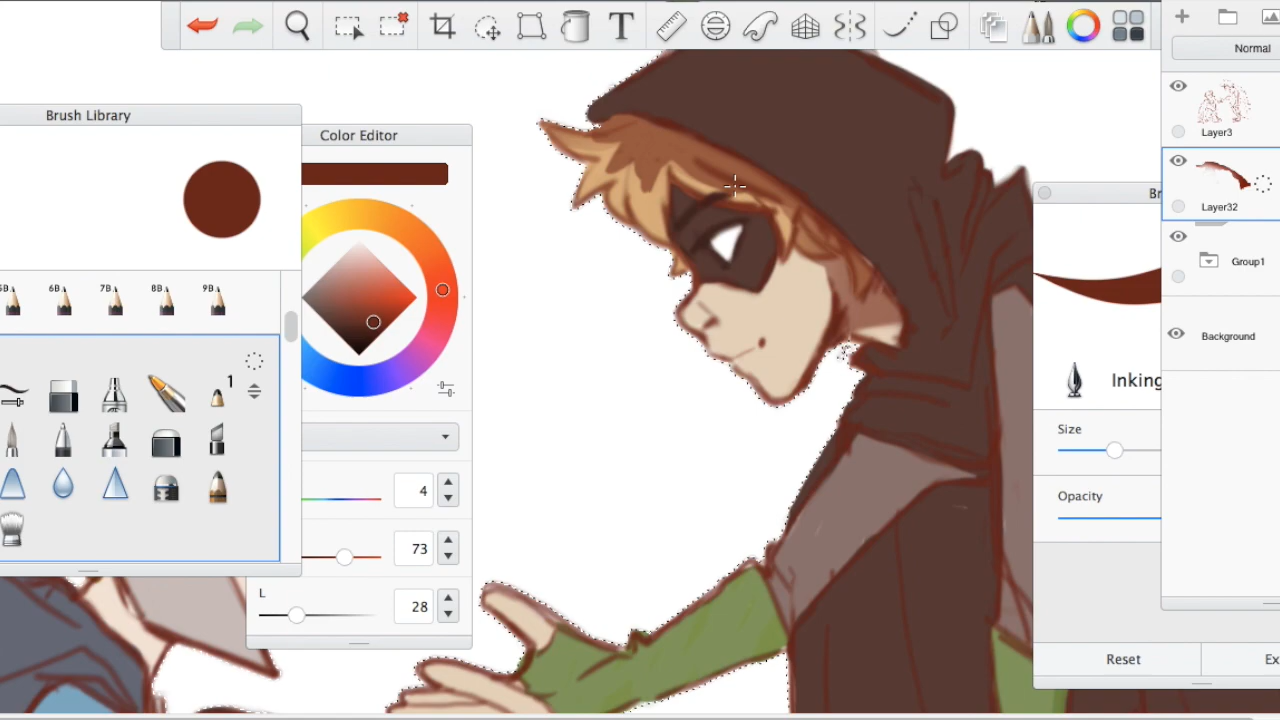 T
Normal
Brush Library
Color Editor
Layer3
Layer32
Group1
Background
6B
7B
8B
9B
1
Inking
Size
Opacity
4
73
L
28
Reset